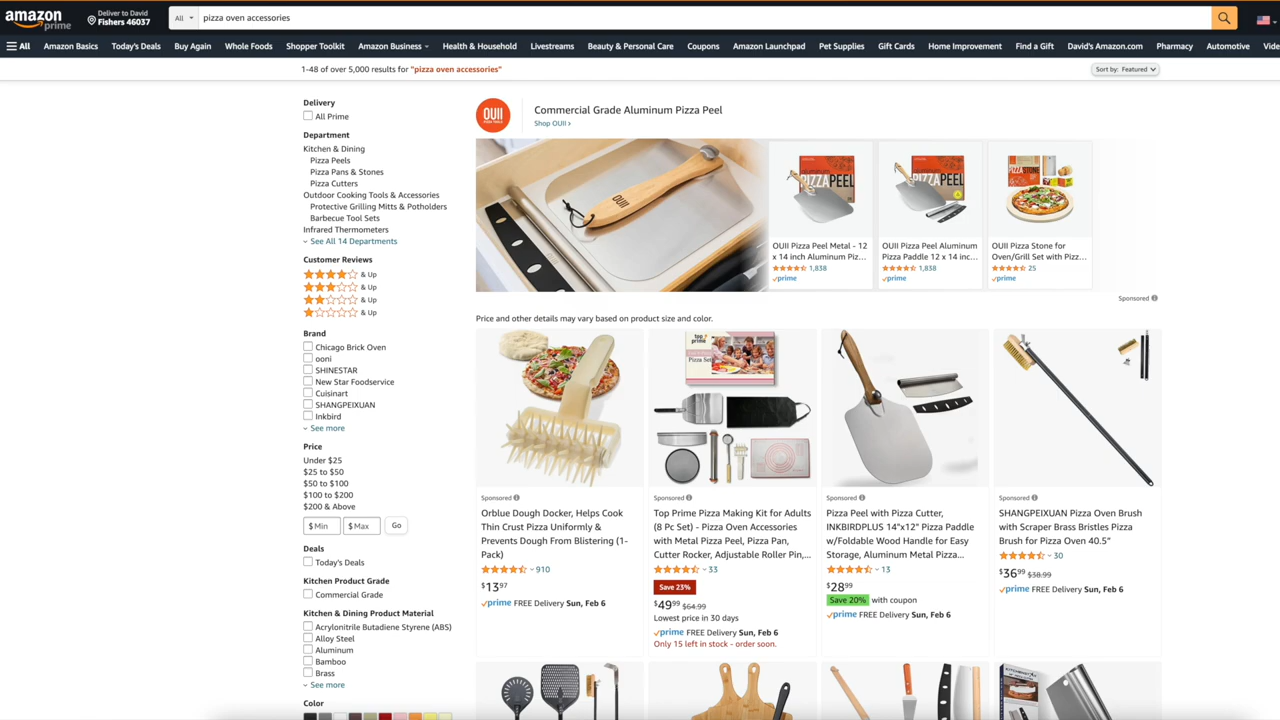 amazon
prime
Deliver to David
Fishers 46037
All
pizza oven accessories
All
Amazon Basics
Today's Deals
Buy Again
Whole Foods
Shopper Toolkit
Amazon Business
Health & Household
Livestreams
Beauty & Personal Care
Coupons
Amazon Launchpad
Pet Supplies
Gift Cards
Home Improvement
Find a Gift
David's Amazon.com
Pharmacy
Automotive
Vide
1-48 of over 5,000 results for "pizza oven accessories"
Sort by: Featured
Delivery
All Prime
Department
Kitchen & Dining
Pizza Peels
Pizza Pans & Stones
Pizza Cutters
Outdoor Cooking Tools & Accessories
Protective Grilling Mitts & Potholders
Barbecue Tool Sets
Infrared Thermometers
See All 14 Departments
Customer Reviews
& Up
& Up
& Up
& Up
Brand
Chicago Brick Oven
ooni
SHINESTAR
New Star Foodservice
Cuisinart
SHANGPEIXUAN
Inkbird
See more
Price
Under $25
$25 to $50
$50 to $100
$100 to $200
$200 & Above
$ Min
$ Max
Go
Deals
Today's Deals
Kitchen Product Grade
Commercial Grade
Kitchen & Dining Product Material
Acrylonitrile Butadiene Styrene (ABS)
Alloy Steel
Aluminum
Bamboo
Brass
See more
Color
OUII
Commercial Grade Aluminum Pizza Peel
Shop OUII ›
OUII
PIZZA PEEL
OUII Pizza Peel Metal - 12
x 14 inch Aluminum Piz...
1,838
prime
PIZZA PEEL
OUII Pizza Peel Aluminum
Pizza Paddle 12 x 14 inc...
1,838
prime
PIZZA STONE
OUII Pizza Stone for
Oven/Grill Set with Pizz...
25
prime
Sponsored
Price and other details may vary based on product size and color.
Sponsored
Orblue Dough Docker, Helps Cook
Thin Crust Pizza Uniformly &
Prevents Dough From Blistering (1-
Pack)
910
$13.97
prime FREE Delivery Sun, Feb 6
top
prime
Pizza Set
Sponsored
Top Prime Pizza Making Kit for Adults
(8 Pc Set) - Pizza Oven Accessories
with Metal Pizza Peel, Pizza Pan,
Cutter Rocker, Adjustable Roller Pin,...
33
Save 23%
$49.99 $64.99
Lowest price in 30 days
prime FREE Delivery Sun, Feb 6
Only 15 left in stock - order soon.
Sponsored
Pizza Peel with Pizza Cutter,
INKBIRDPLUS 14"x12" Pizza Paddle
w/Foldable Wood Handle for Easy
Storage, Aluminum Metal Pizza...
13
$28.99
Save 20% with coupon
prime FREE Delivery Sun, Feb 6
Sponsored
SHANGPEIXUAN Pizza Oven Brush
with Scraper Brass Bristles Pizza
Brush for Pizza Oven 40.5"
30
$36.99 $38.99
prime FREE Delivery Sun, Feb 6